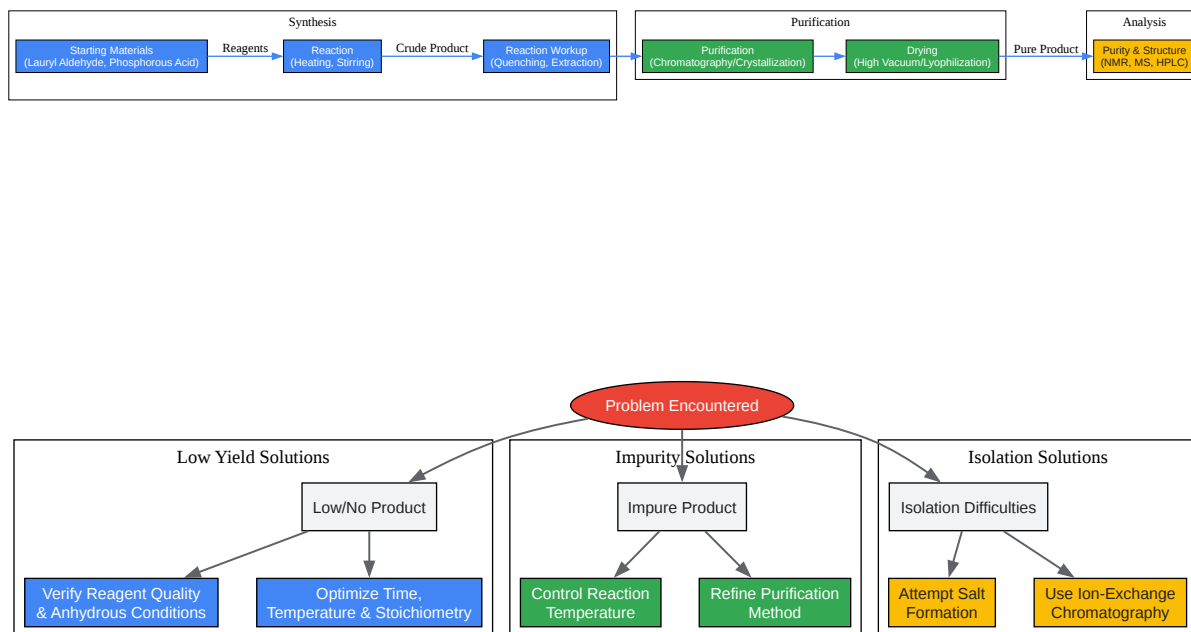 Synthesis
Purification
Analysis
Starting Materials
(Lauryl Aldehyde, Phosphorous Acid)
Reagents
Reaction
(Heating, Stirring)
Crude Product
Reaction Workup
(Quenching, Extraction)
Purification
(Chromatography/Crystallization)
Drying
(High Vacuum/Lyophilization)
Pure Product
Purity & Structure
(NMR, MS, HPLC)
Problem Encountered
Low Yield Solutions
Impurity Solutions
Isolation Solutions
Low/No Product
Impure Product
Isolation Difficulties
Verify Reagent Quality
& Anhydrous Conditions
Optimize Time,
Temperature & Stoichiometry
Control Reaction
Temperature
Refine Purification
Method
Attempt Salt
Formation
Use Ion-Exchange
Chromatography